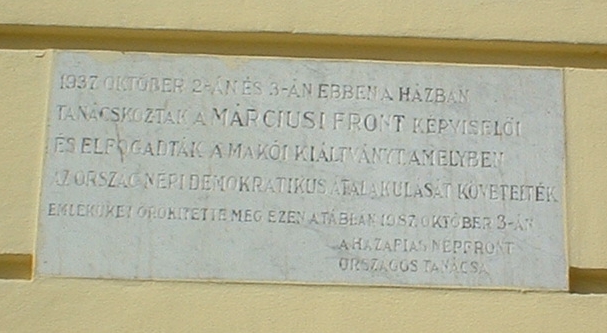 1937. OKTÓBER 2-ÁN ÉS 3-ÁN EBBEN A HÁZBAN
TANÁCSKOZTAK A MÁRCIUSI FRONT KÉPVISELŐI
ÉS ELFOGADTÁK A MAKÓI KIÁLTVÁNYT, AMELYBEN
AZ ORSZÁG NÉPI DEMOKRATIKUS ÁTALAKULÁSÁT KÖVETELTÉK
EMLÉKÜKET ÖRÖKITETTE MEG EZEN A TÁBLÁN 1987. OKTÓBER 3-ÁN
A HAZAFIAS NÉPFRONT
ORSZÁGOS TANÁCSA